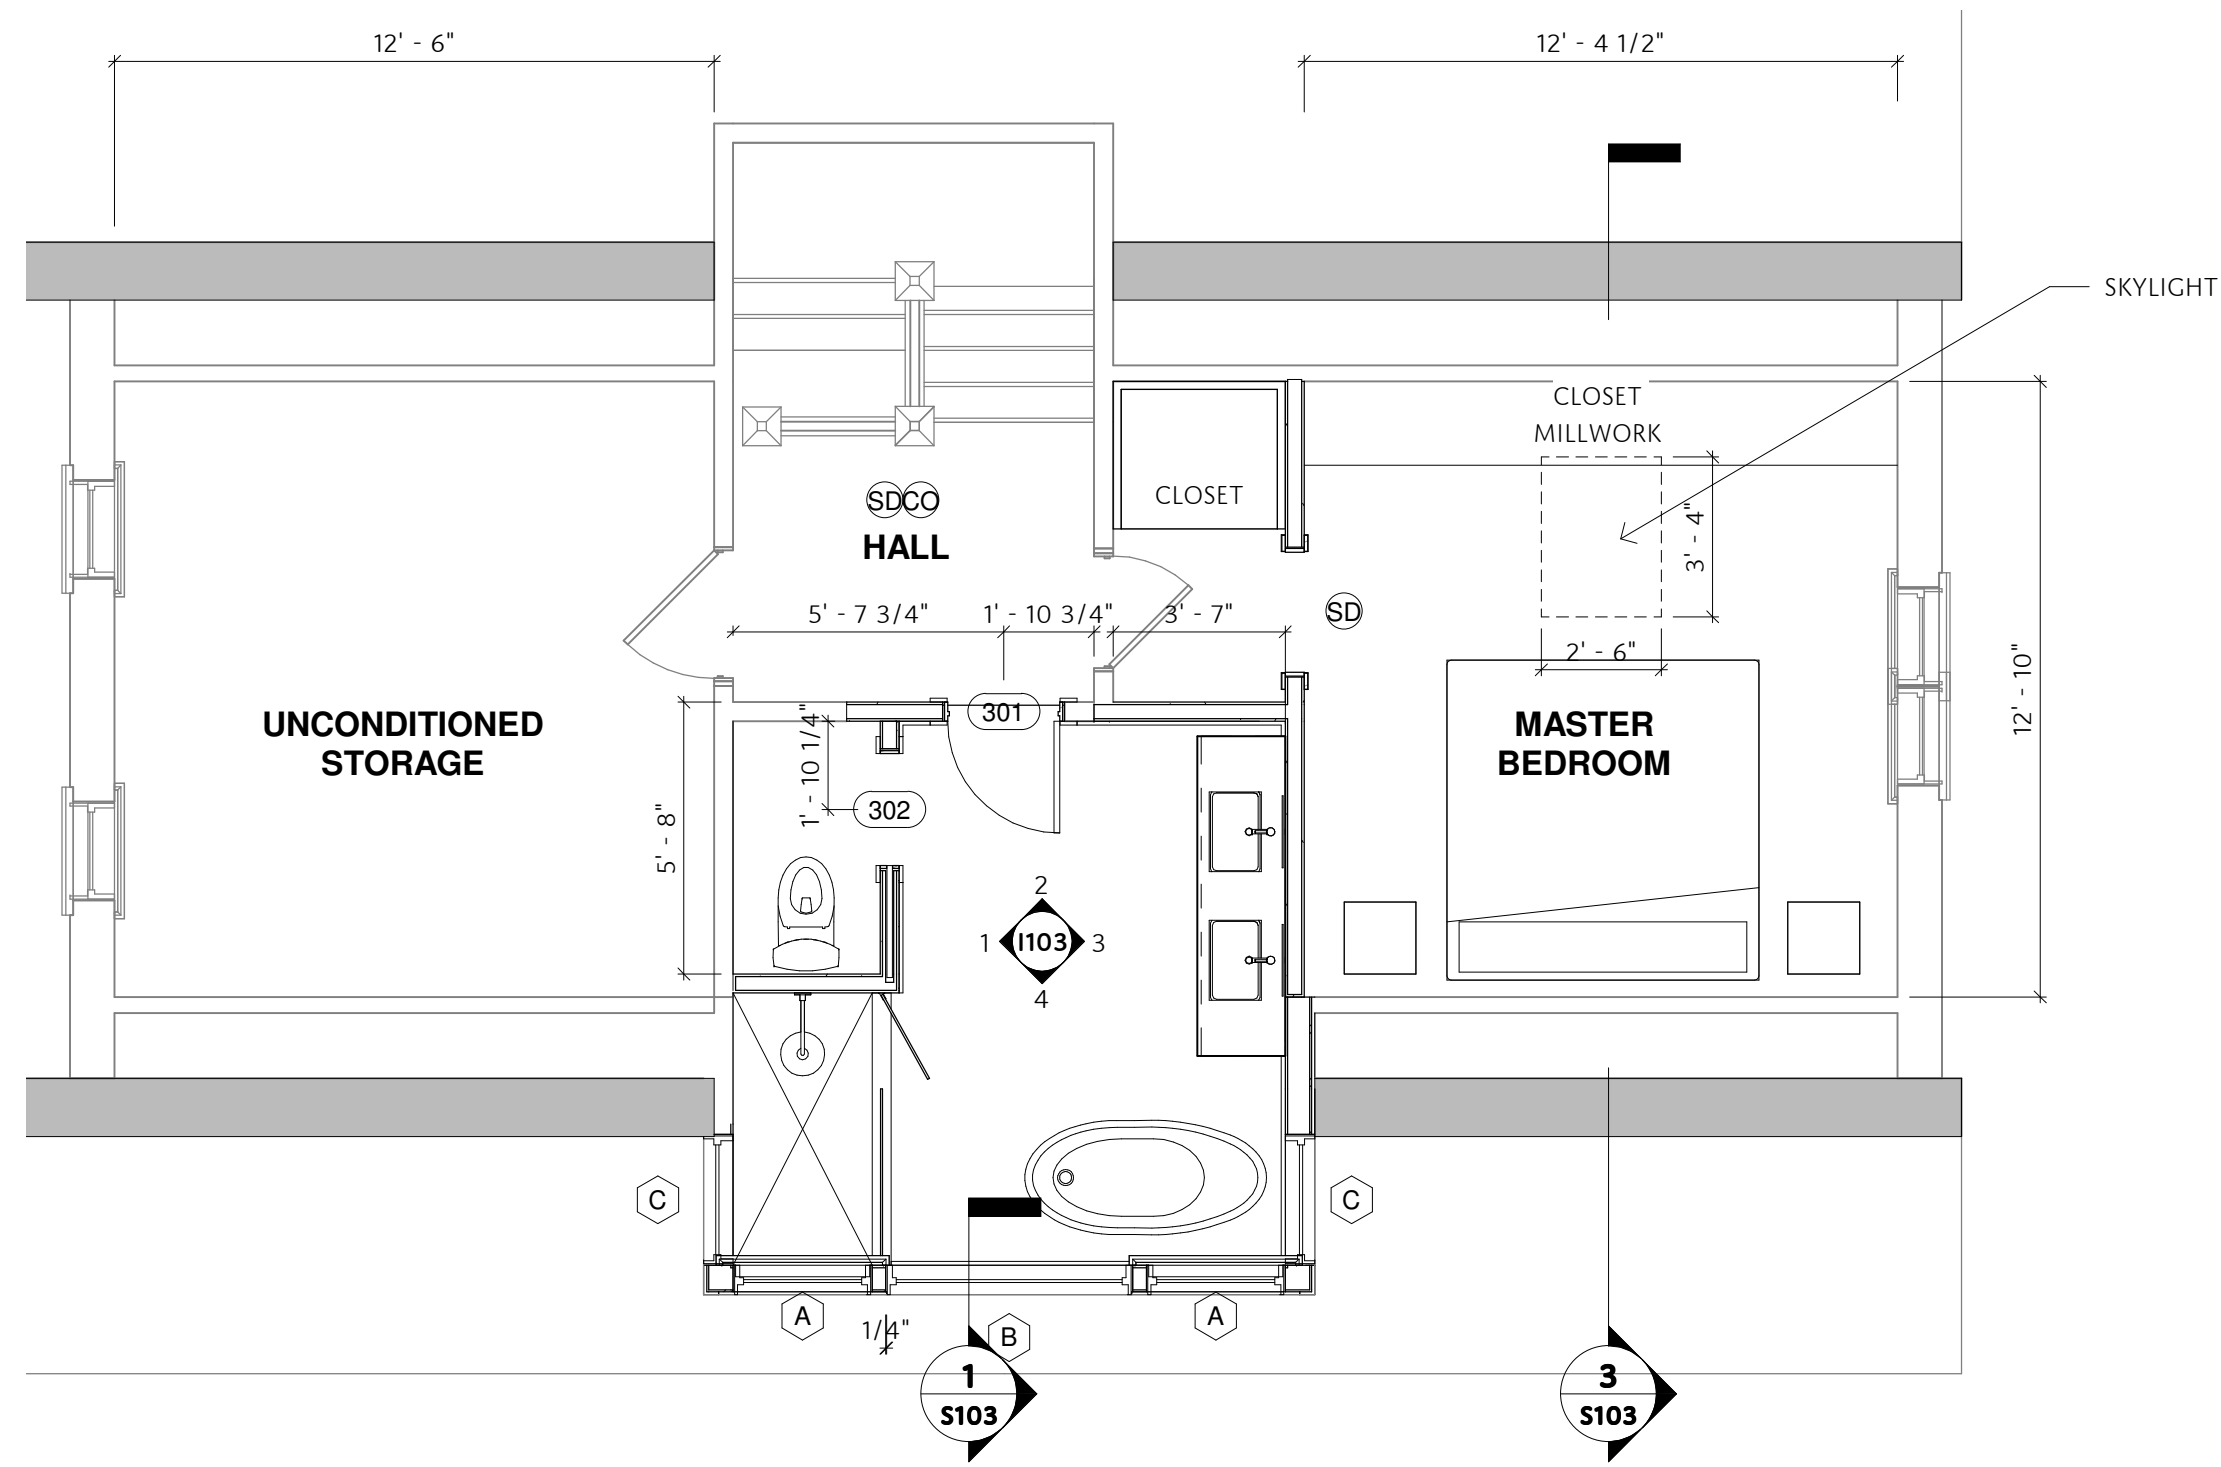 12' - 6"
12' - 4 1/2"
SKYLIGHT
CLOSET
MILLWORK
CLOSET
SD
CO
HALL
3' - 4"
5' - 7 3/4"
1' - 10 3/4"
3' - 7"
SD
2' - 6"
12' - 10"
301
UNCONDITIONED
STORAGE
MASTER
BEDROOM
1' - 10 1/4"
302
5' - 8"
2
1
I103
3
4
C
C
A
A
1/4"
B
1
S103
3
S103